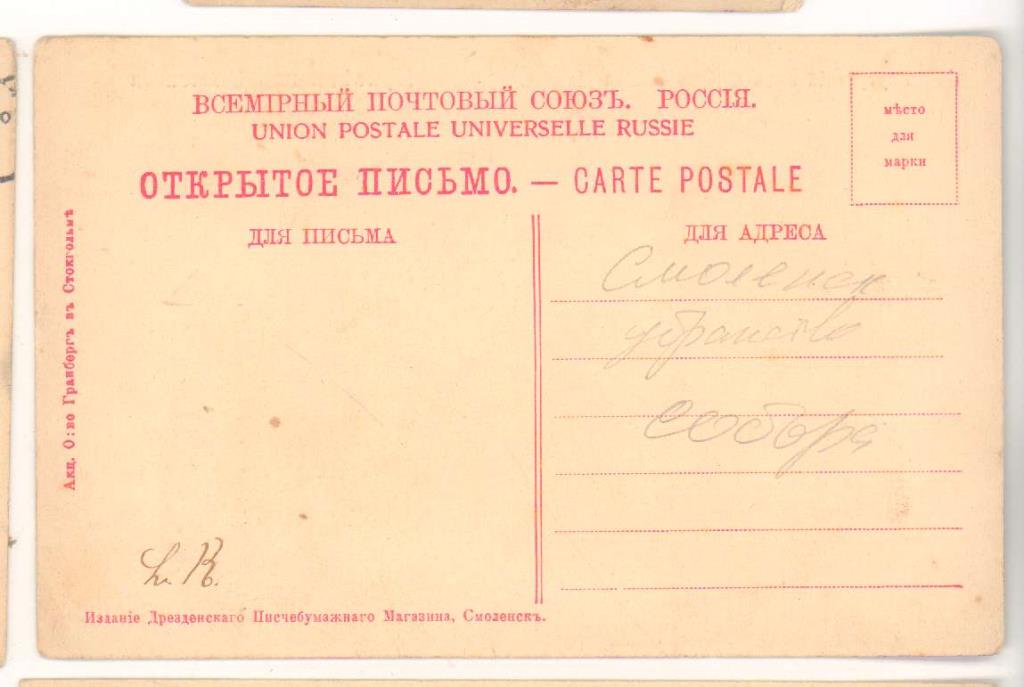 ВСЕМІРНЫЙ ПОЧТОВЫЙ СОЮЗЪ. РОССІЯ.
UNION POSTALE UNIVERSELLE RUSSIE
ОТКРЫТОЕ ПИСЬМО. — CARTE POSTALE
мѣсто
для
марки
ДЛЯ ПИСЬМА
ДЛЯ АДРЕСА
Смоленск
убранство
собора
Акц. О:во Гранбергъ въ Стокгольмѣ
Изданіе Дрезденскаго Писчебумажнаго Магазина, Смоленскъ.